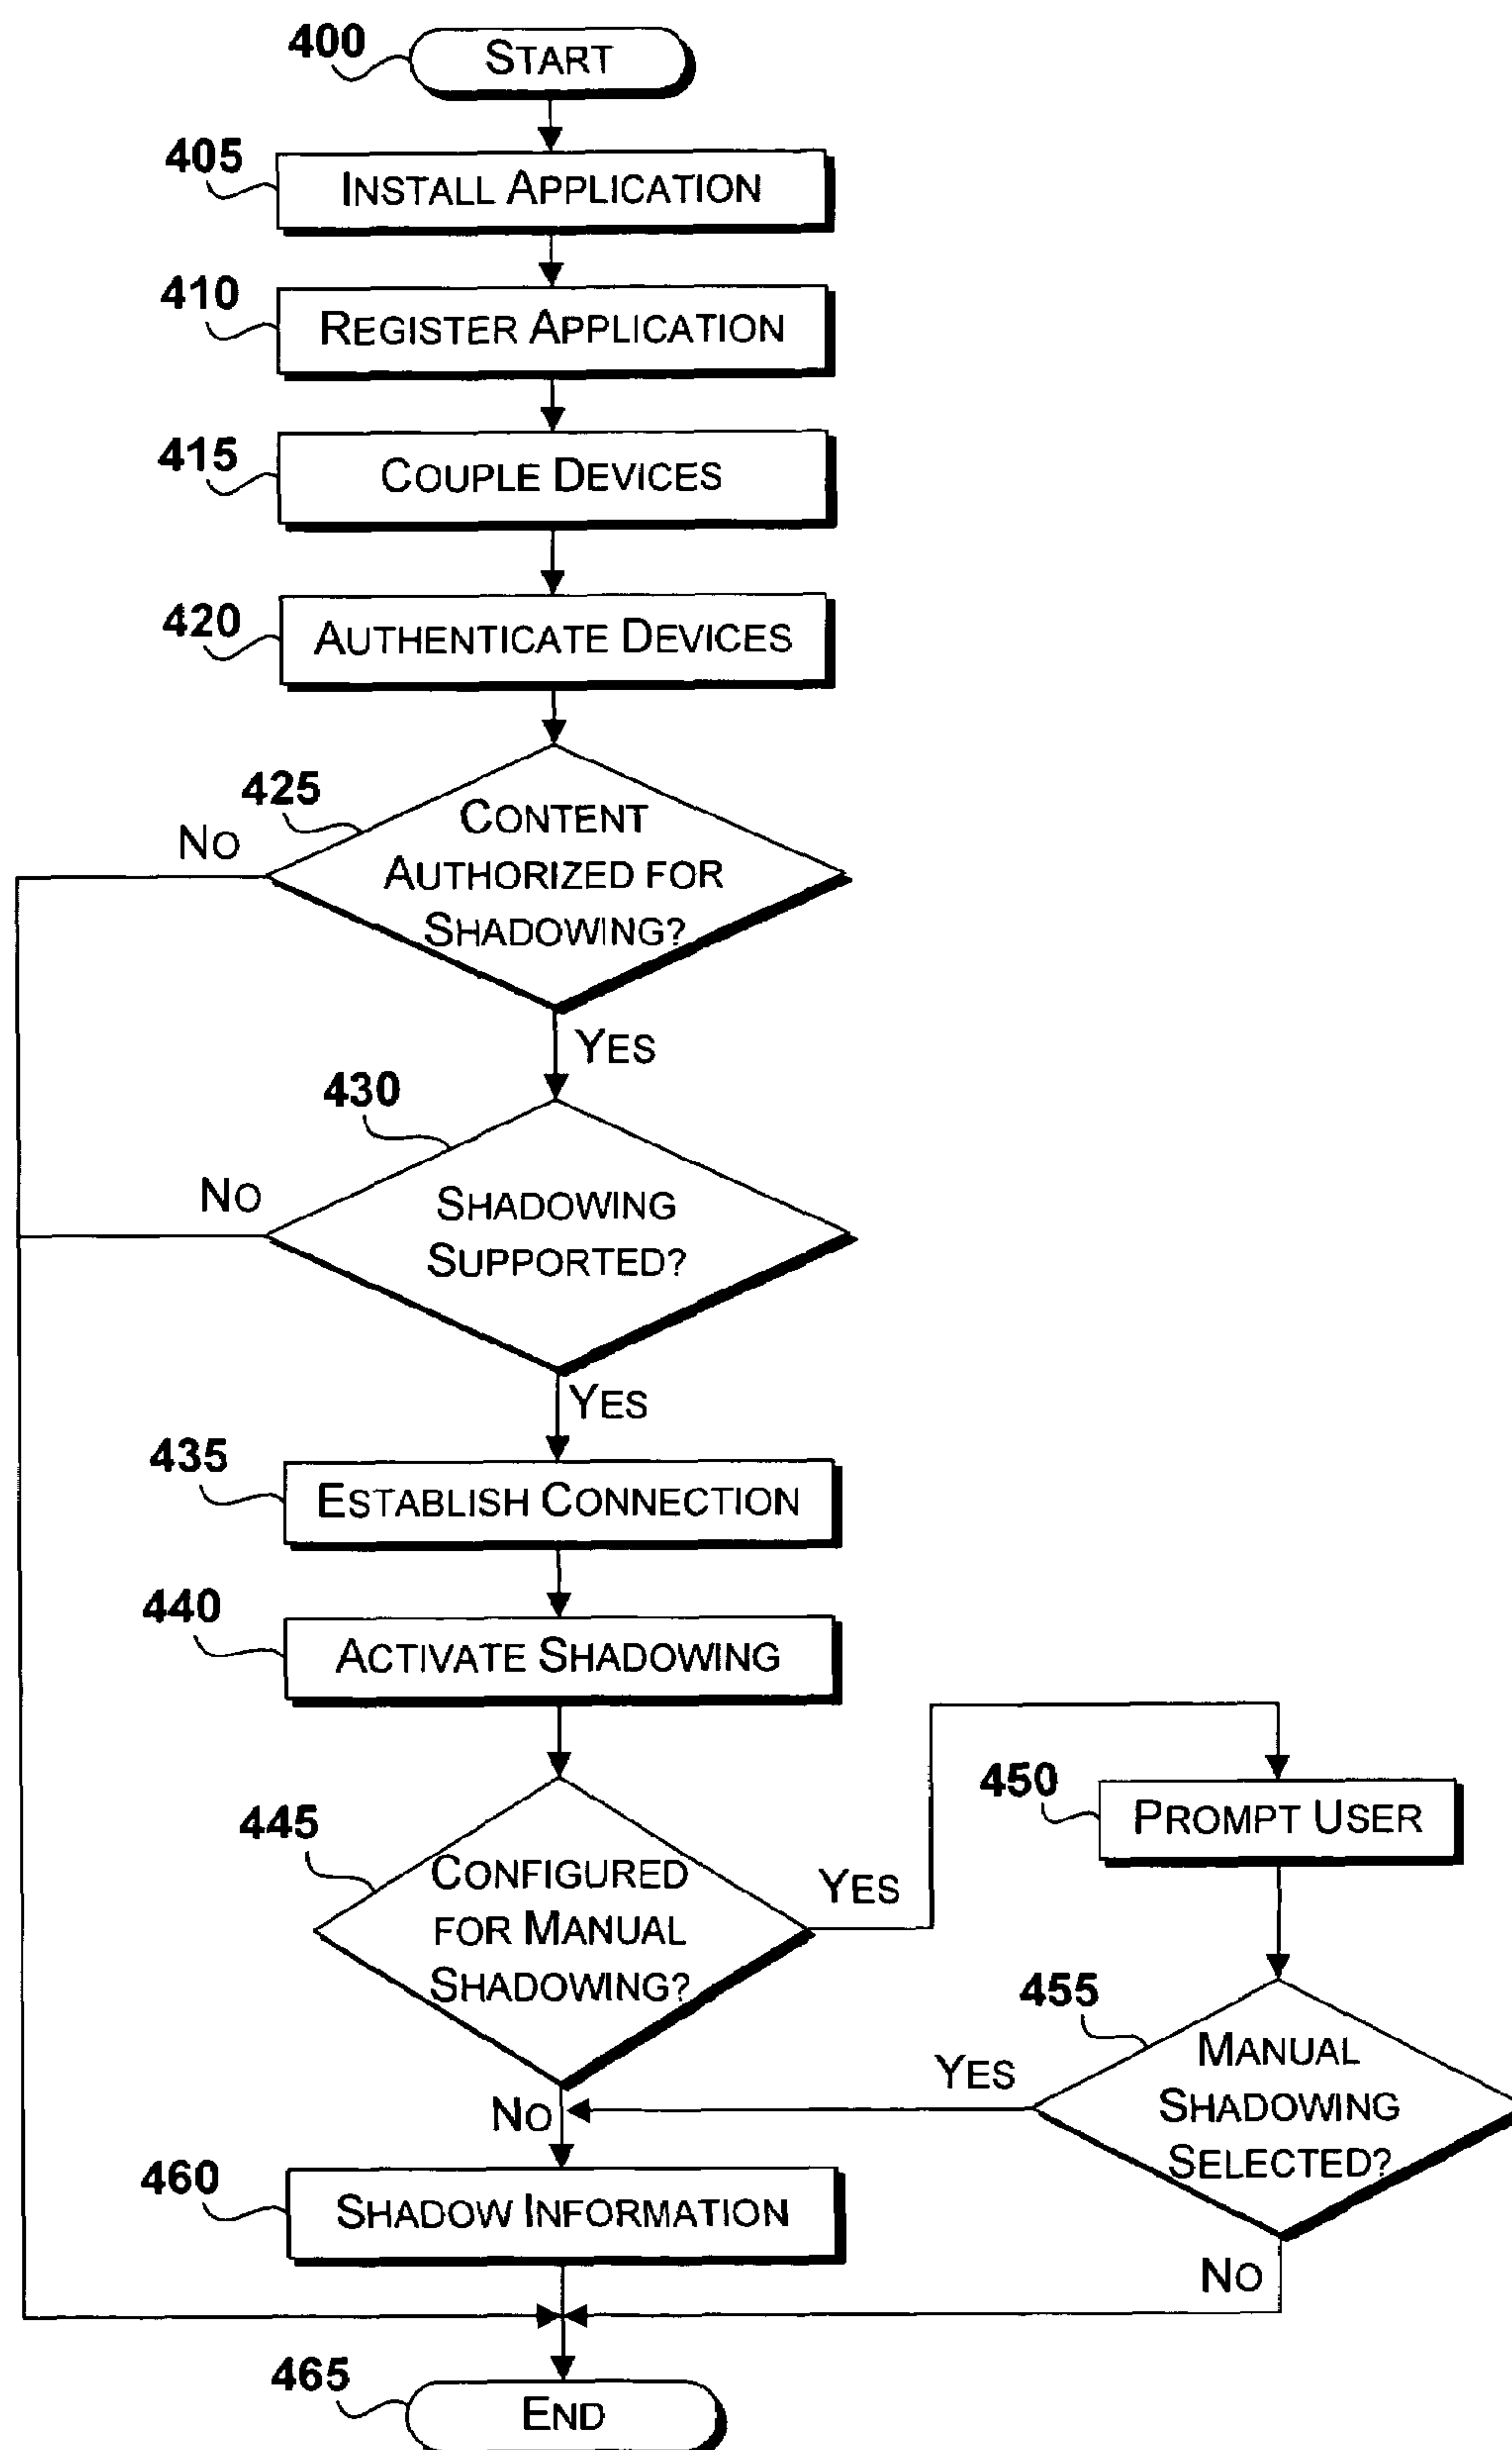 400
START
405
INSTALL APPLICATION
410
REGISTER APPLICATION
415
COUPLE DEVICES
420
AUTHENTICATE DEVICES
425
NO
CONTENT
AUTHORIZED FOR
SHADOWING?
YES
430
NO
SHADOWING
SUPPORTED?
YES
435
ESTABLISH CONNECTION
440
ACTIVATE SHADOWING
445
CONFIGURED
FOR MANUAL
SHADOWING?
YES
450
PROMPT USER
455
MANUAL
SHADOWING
SELECTED?
YES
NO
460
SHADOW INFORMATION
NO
465
END